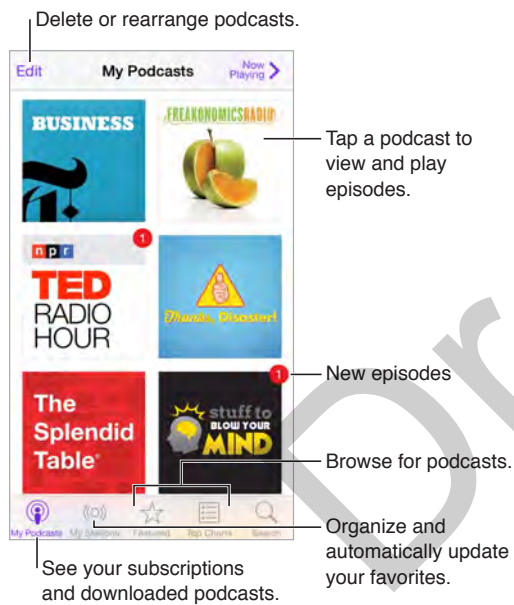 Delete or rearrange podcasts.
Edit
My Podcasts
Now
Playing
BUSINESS
FREAKONOMICSRADIO
Tap a podcast to
view and play
episodes.
npr
1
TED
RADIO
HOUR
Thanks, Disaster!
1
New episodes
The
Splendid
Table®
stuff to
BLOW YOUR
MIND
Browse for podcasts.
My Podcasts
My Stations
Featured
Top Charts
Search
Organize and
automatically update
your favorites.
See your subscriptions
and downloaded podcasts.
Dr